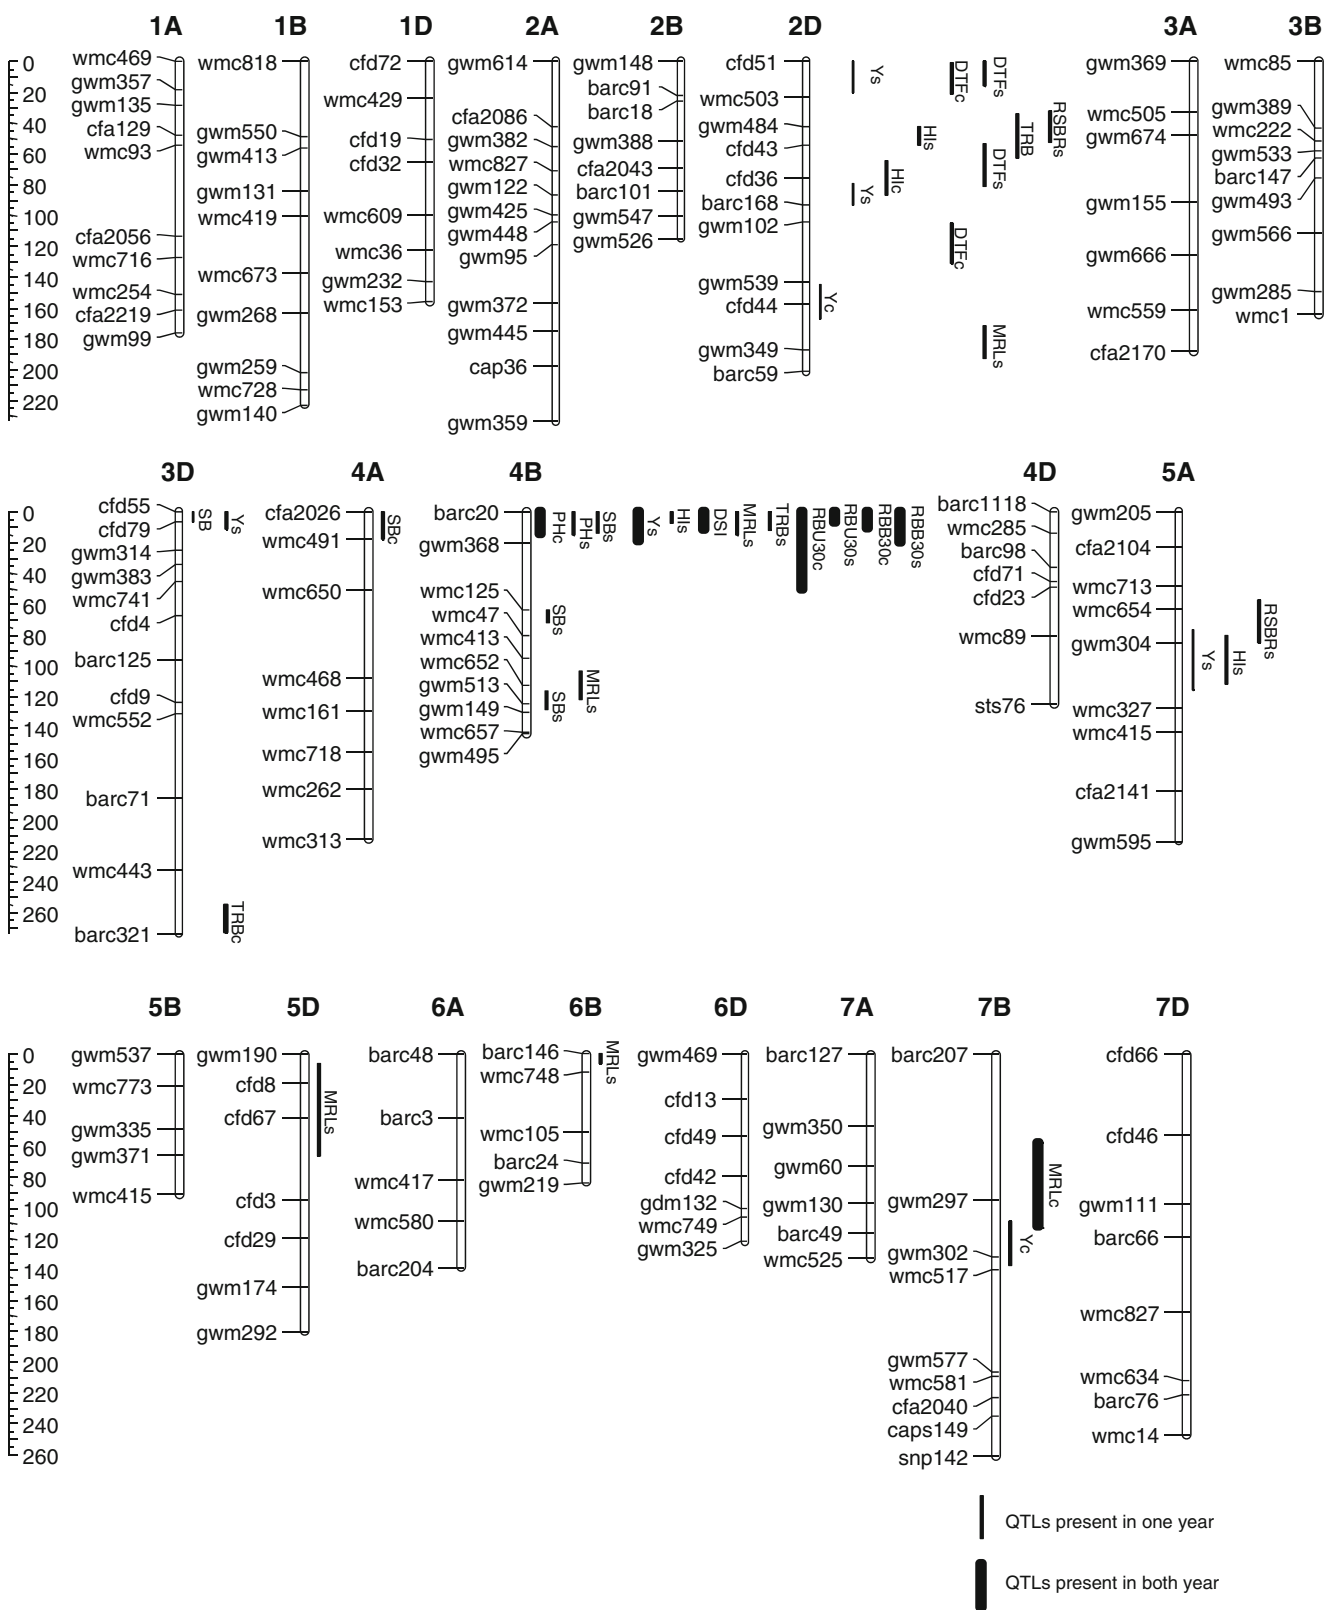 1A 1B 1D 2A 2B 2D 3A 3B
0
20
40
60
80
100
120
140
160
180
200
220
wmc469
gwm357
gwm135
cfa129
wmc93
cfa2056
wmc716
wmc254
cfa2219
gwm99
wmc818
gwm550
gwm413
gwm131
wmc419
wmc673
gwm268
gwm259
wmc728
gwm140
cfd72
wmc429
cfd19
cfd32
wmc609
wmc36
gwm232
wmc153
gwm614
cfa2086
gwm382
wmc827
gwm122
gwm425
gwm448
gwm95
gwm372
gwm445
cap36
gwm359
gwm148
barc91
barc18
gwm388
cfa2043
barc101
gwm547
gwm526
cfd51
wmc503
gwm484
cfd43
cfd36
barc168
gwm102
gwm539
cfd44
gwm349
barc59
Yc
Ys
Ys
HIc
HIs
DTFc
DTFc
DTFs
DTFs
MRLs
TRB
RSBRs
gwm369
wmc505
gwm674
gwm155
gwm666
wmc559
cfa2170
wmc85
gwm389
wmc222
gwm533
barc147
gwm493
gwm566
gwm285
wmc1
3D 4A 4B 4D 5A
0
20
40
60
80
100
120
140
160
180
200
220
240
260
cfd55
cfd79
gwm314
gwm383
wmc741
cfd4
barc125
cfd9
wmc552
barc71
wmc443
barc321
SB
Ys
TRBc
cfa2026
wmc491
wmc650
wmc468
wmc161
wmc718
wmc262
wmc313
SBc
barc20
gwm368
wmc125
wmc47
wmc413
wmc652
gwm513
gwm149
wmc657
gwm495
PHc
PHs
SBs
Ys
HIs
DSI
MRLs
TRBs
RBU30c
RBU30s
RBB30c
RBB30s
SBs
SBs
MRLs
barc1118
wmc285
barc98
cfd71
cfd23
wmc89
sts76
gwm205
cfa2104
wmc713
wmc654
gwm304
wmc327
wmc415
cfa2141
gwm595
Ys
HIs
RSBRs
5B 5D 6A 6B 6D 7A 7B 7D
0
20
40
60
80
100
120
140
160
180
200
220
240
260
gwm537
wmc773
gwm335
gwm371
wmc415
gwm190
cfd8
cfd67
cfd3
cfd29
gwm174
gwm292
MRLs
barc48
barc3
wmc417
wmc580
barc204
barc146
wmc748
wmc105
barc24
gwm219
MRLs
gwm469
cfd13
cfd49
cfd42
gdm132
wmc749
gwm325
barc127
gwm350
gwm60
gwm130
barc49
wmc525
barc207
gwm297
gwm302
wmc517
gwm577
wmc581
cfa2040
caps149
snp142
Yc
MRLc
cfd66
cfd46
gwm111
barc66
wmc827
wmc634
barc76
wmc14
QTLs present in one year
QTLs present in both year